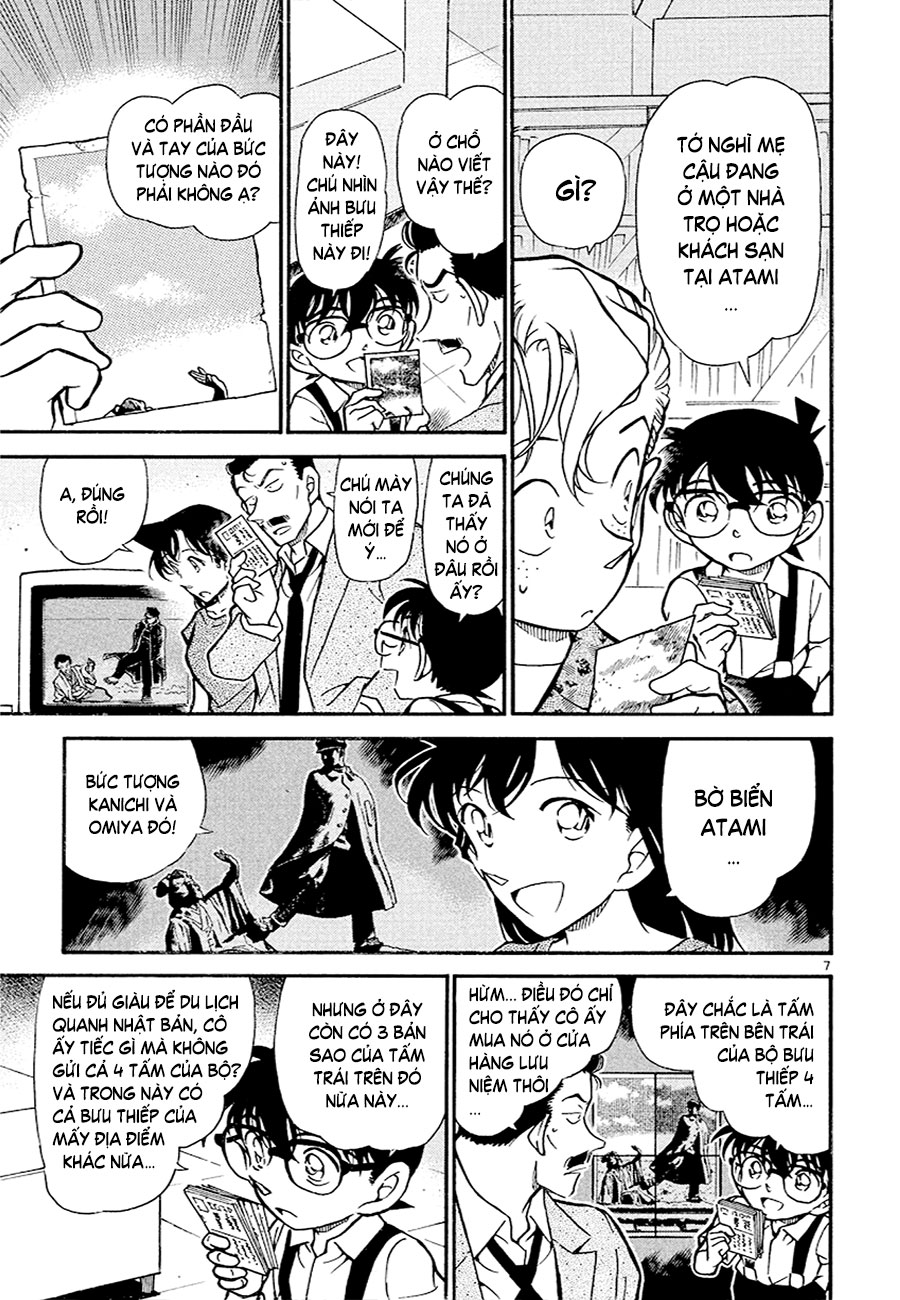 TỚ NGHĨ MẸ
CẬU ĐANG
Ở MỘT NHÀ
TRỌ HOẶC
KHÁCH SẠN
TẠI ATAMI
...
GÌ?
Ở CHỖ
NÀO VIẾT
VẬY THẾ?
ĐÂY
NÀY!
CHÚ NHÌN
ẢNH BƯU
THIẾP
NÀY ĐI!
CÓ PHẦN ĐẦU
VÀ TAY CỦA BỨC
TƯỢNG NÀO ĐÓ
PHẢI KHÔNG Ạ?
CHÚNG
TA ĐÃ
THẤY
NÓ Ở
ĐÂU RỒI
ẤY?
CHÚ MÀY
NÓI TA
MỚI ĐỂ
Ý...
A, ĐÚNG
RỒI!
BỜ BIỂN
ATAMI
...
BỨC TƯỢNG
KANICHI VÀ
OMIYA ĐÓ!
7
ĐÂY CHẮC LÀ TẤM
PHÍA TRÊN BÊN TRÁI
CỦA BỘ BƯU
THIẾP 4
TẤM...
HỪM... ĐIỀU ĐÓ CHỈ
CHO THẤY CÔ ẤY
MUA NÓ Ở CỬA
HÀNG LƯU
NIỆM THÔI
...
NHƯNG Ở ĐÂY
CÒN CÓ 3 BẢN
SAO CỦA TẤM
TRÁI TRÊN ĐÓ
NỮA NÀY...
NẾU ĐỦ GIÀU ĐỂ DU LỊCH
QUANH NHẬT BẢN, CÔ
ẤY TIẾC GÌ MÀ KHÔNG
GỬI CẢ 4 TẤM CỦA BỘ?
VÀ TRONG NÀY CÓ
CẢ BƯU THIẾP CỦA
MẤY ĐỊA ĐIỂM
KHÁC NỮA...